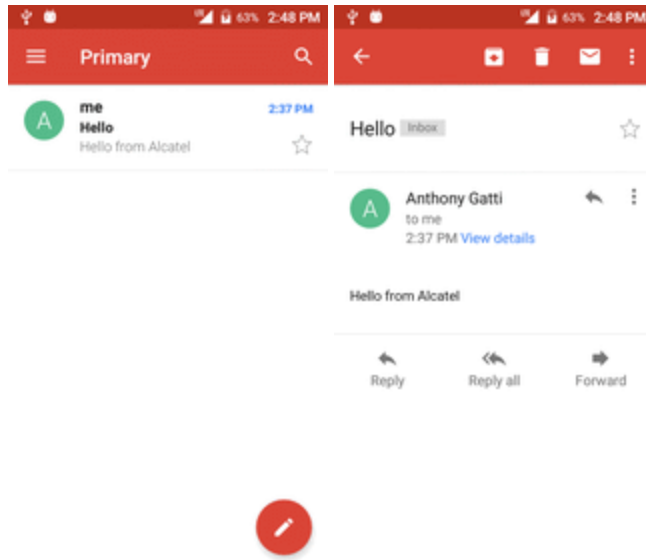 63% 2:48 PM
Primary
A
me
2:37 PM
Hello
Hello from Alcatel
63% 2:48 PM
Hello Inbox
A
Anthony Gatti
to me
2:37 PM View details
Hello from Alcatel
Reply Reply all Forward